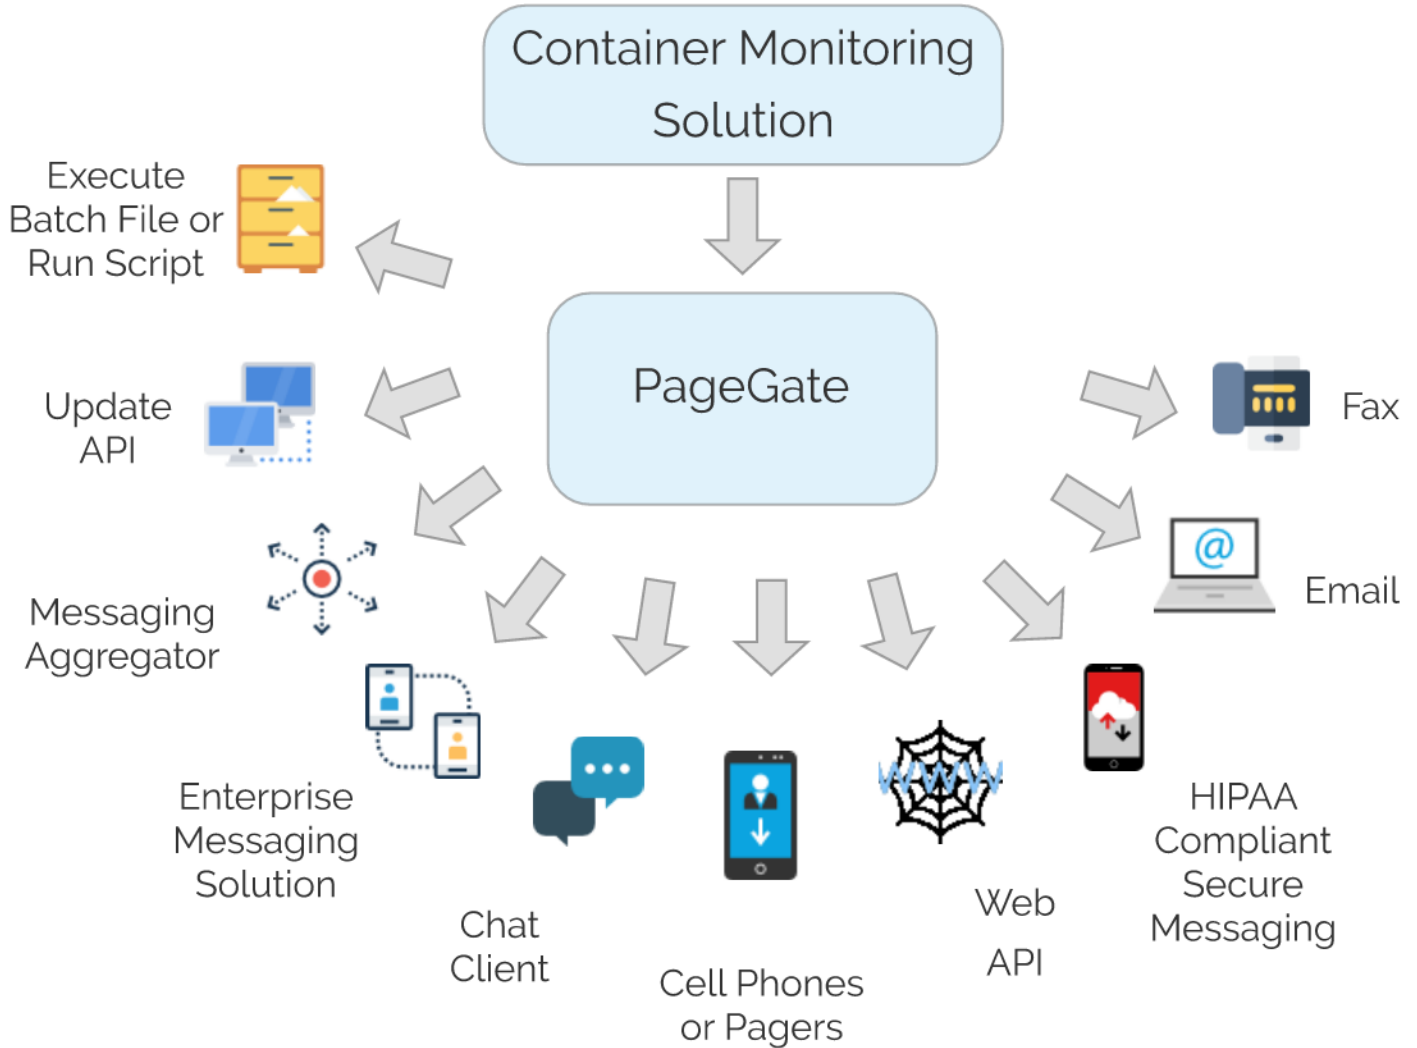 Container Monitoring
Solution
Execute
Batch File or
Run Script
PageGate
Update
API
Fax
@
Email
Messaging
Aggregator
WWW
Enterprise
Messaging
Solution
HIPAA
Compliant
Secure
Messaging
Chat
Client
Web
API
Cell Phones
or Pagers